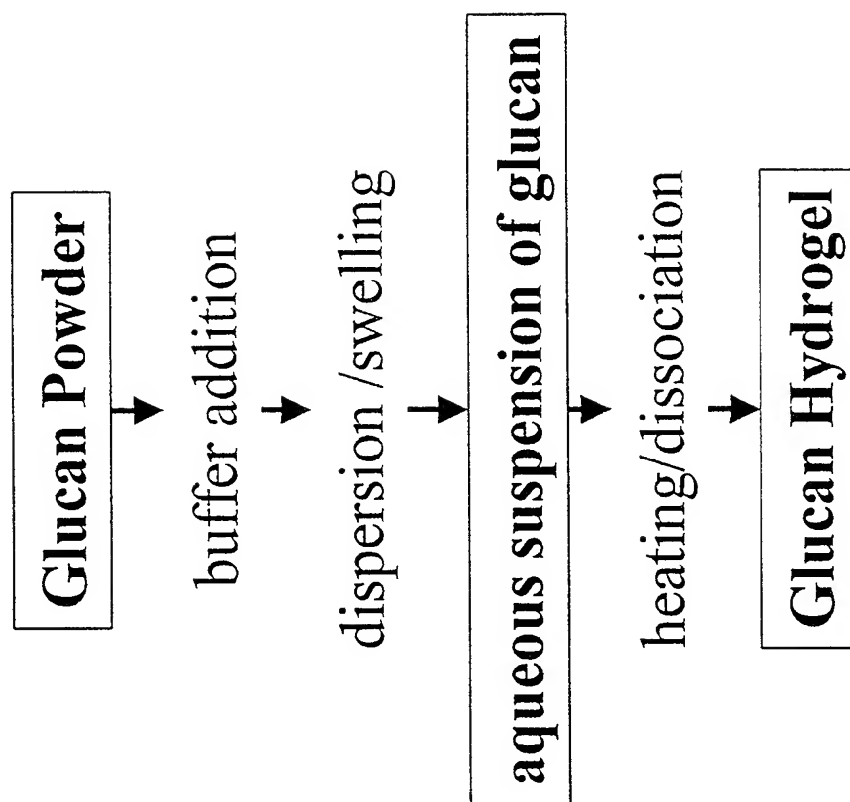 Glucan Powder
buffer addition
dispersion /swelling
aqueous suspension of glucan
heating/dissociation
Glucan Hydrogel